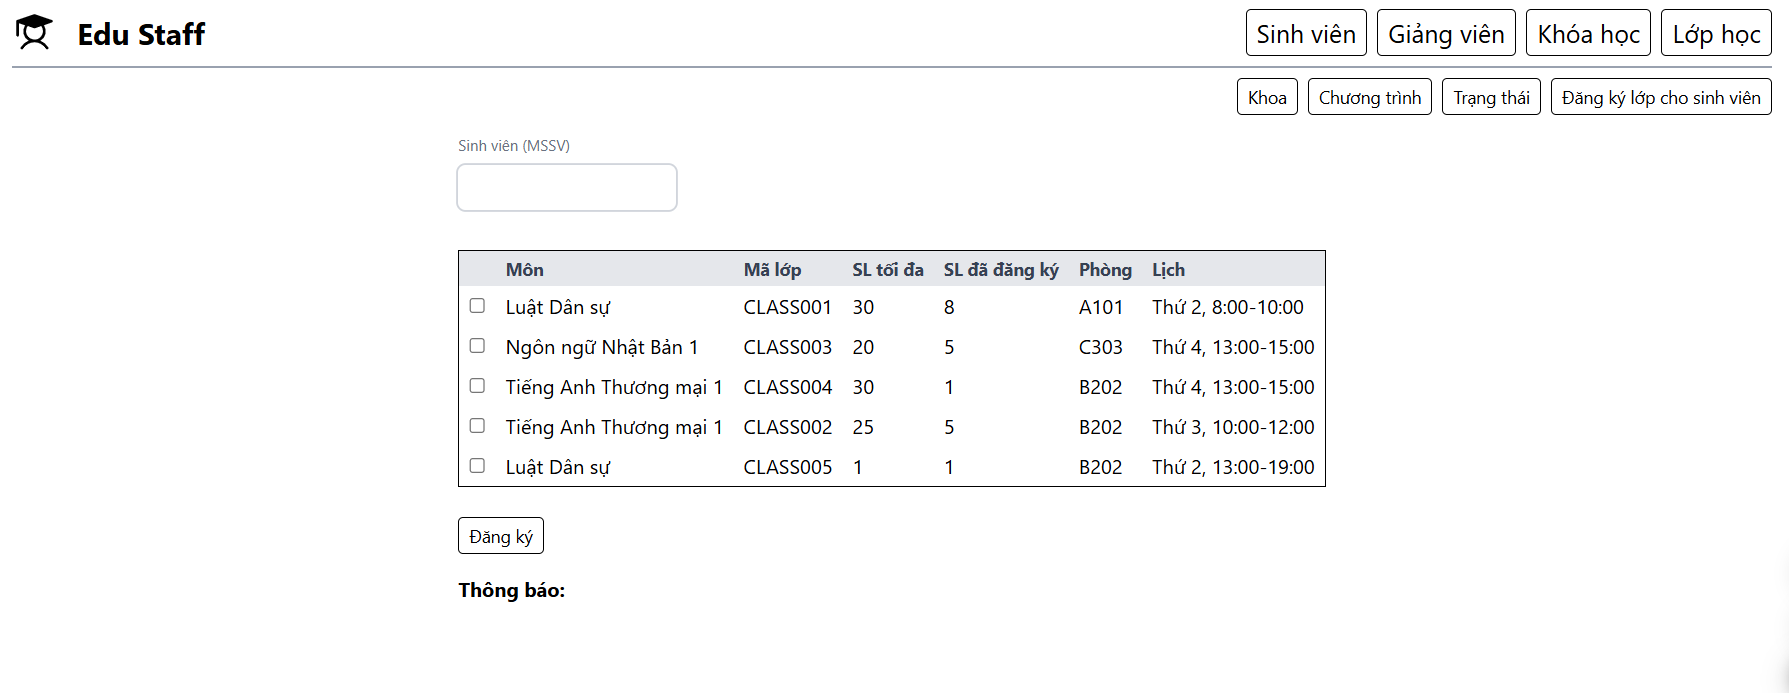 Edu Staff
Sinh viên Giảng viên Khóa học Lớp học
Khoa Chương trình Trạng thái Đăng ký lớp cho sinh viên
Sinh viên (MSSV)
Môn Mã lớp SL tối đa SL đã đăng ký Phòng Lịch
Luật Dân sự CLASS001 30 8 A101 Thứ 2, 8:00-10:00
Ngôn ngữ Nhật Bản 1 CLASS003 20 5 C303 Thứ 4, 13:00-15:00
Tiếng Anh Thương mại 1 CLASS004 30 1 B202 Thứ 4, 13:00-15:00
Tiếng Anh Thương mại 1 CLASS002 25 5 B202 Thứ 3, 10:00-12:00
Luật Dân sự CLASS005 1 1 B202 Thứ 2, 13:00-19:00
Đăng ký
Thông báo: